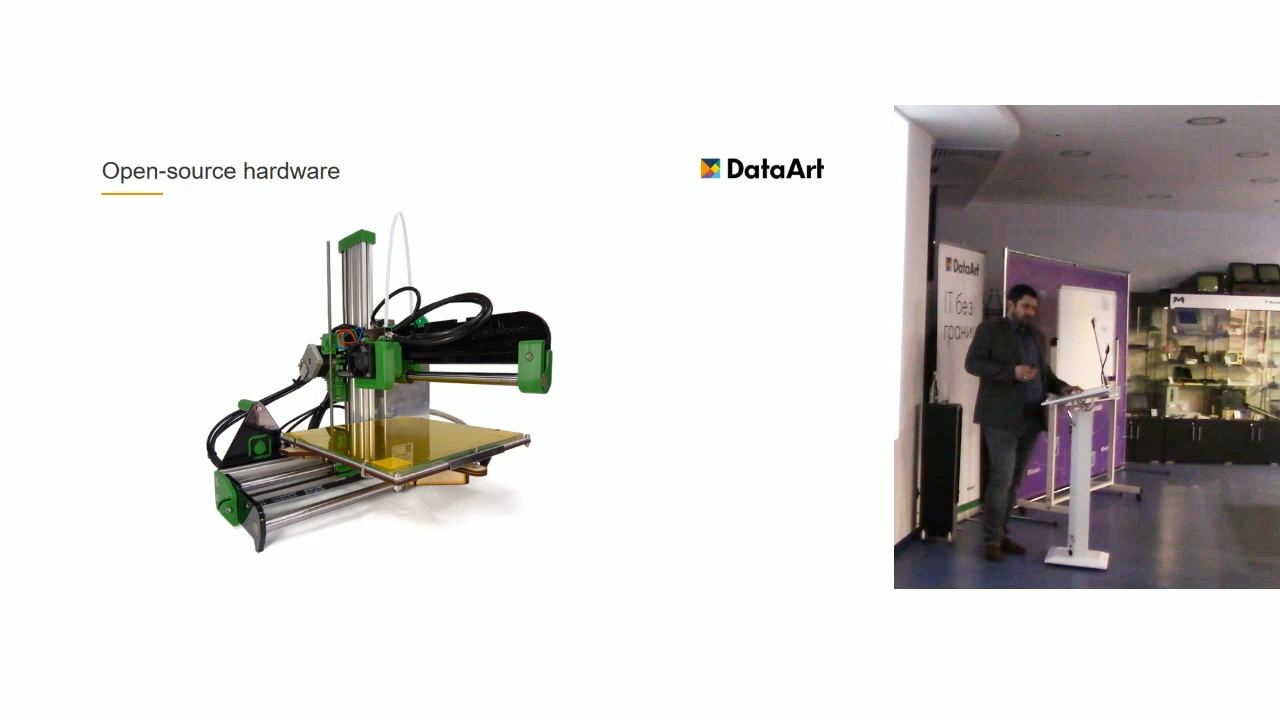 Open-source hardware
DataArt
DataArt
IT без
грани